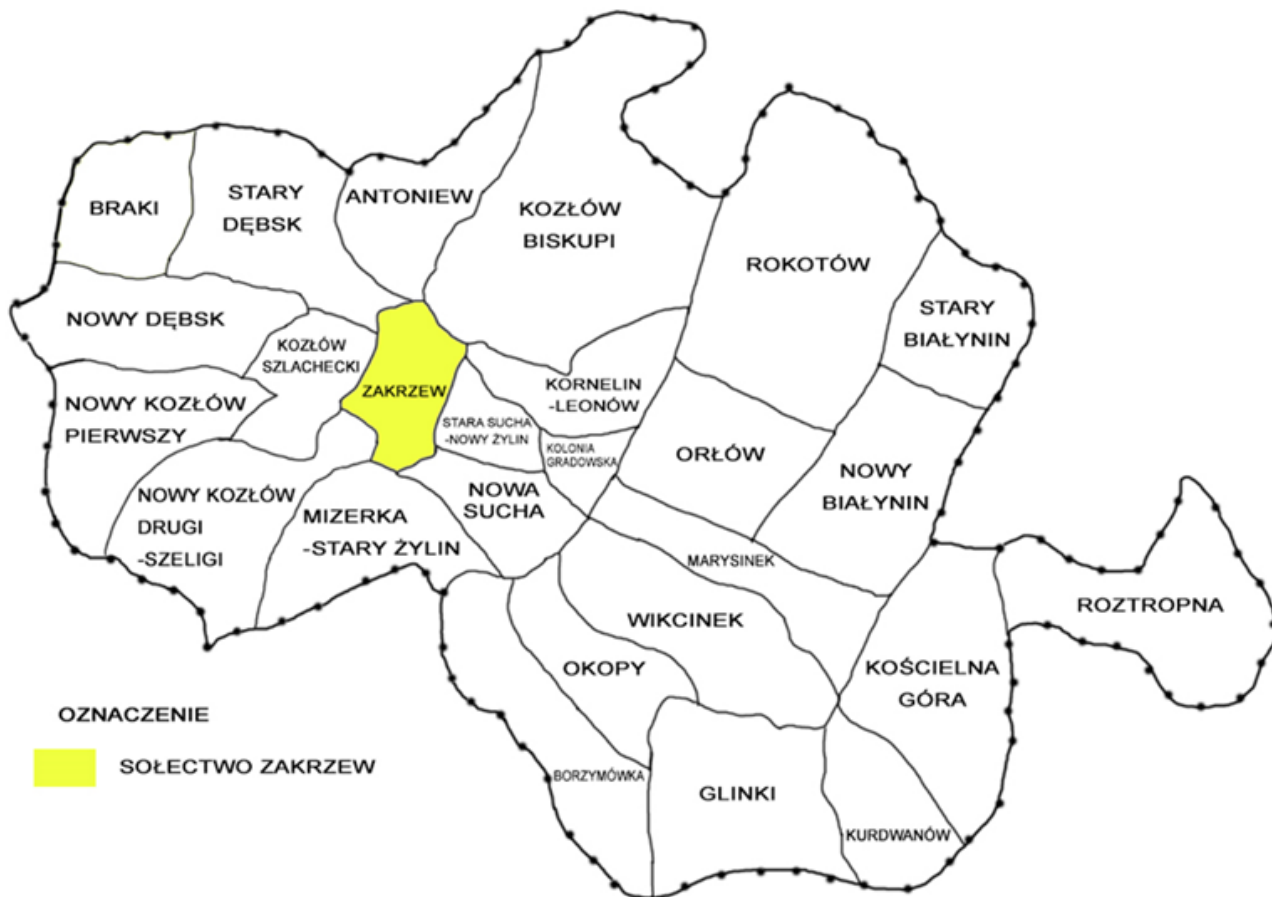 BRAKI
STARY
DĘBSK
ANTONIEW
KOZŁÓW
BISKUPI
ROKOTÓW
STARY
BIAŁYNIN
NOWY DĘBSK
KOZŁÓW
SZLACHECKI
ZAKRZEW
KORNELIN
-LEONÓW
NOWY KOZŁÓW
PIERWSZY
STARA SUCHA
-NOWY ŻYLIN
KOLONIA
GRADOWSKA
ORŁÓW
NOWY
BIAŁYNIN
NOWY KOZŁÓW
DRUGI
-SZELIGI
MIZERKA
-STARY ŻYLIN
NOWA
SUCHA
MARYSINEK
ROZTROPNA
WIKCINEK
OKOPY
KOŚCIELNA
GÓRA
BORZYMÓWKA
GLINKI
KURDWANÓW
OZNACZENIE
SOŁECTWO ZAKRZEW